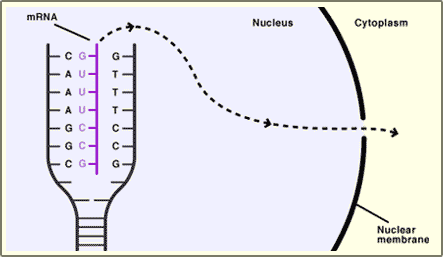 mRNA
Nucleus
Cytoplasm
C G G
A U T
A U T
A U T
G C C
G C C
C G G
Nuclear
membrane